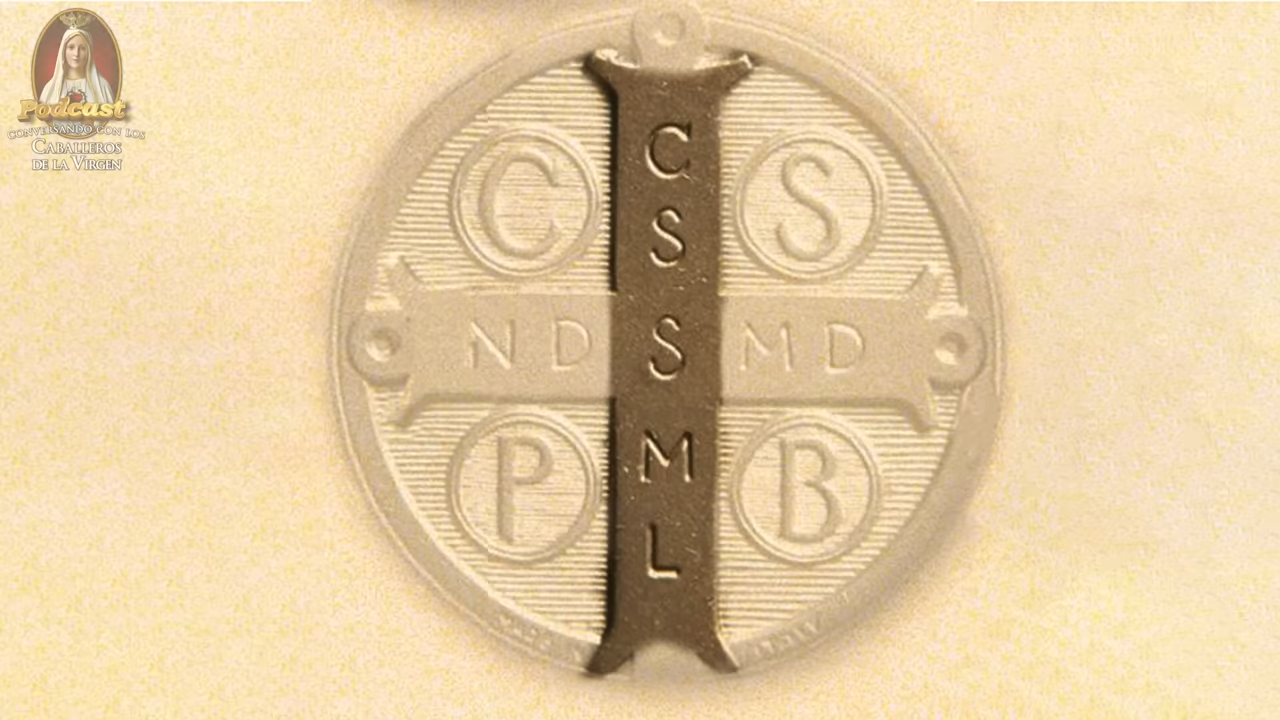 Podcast
CONVERSANDO CON LOS
CABALLEROS
DE LA VIRGEN
C
S
C S
N D S M D
M
P B
L